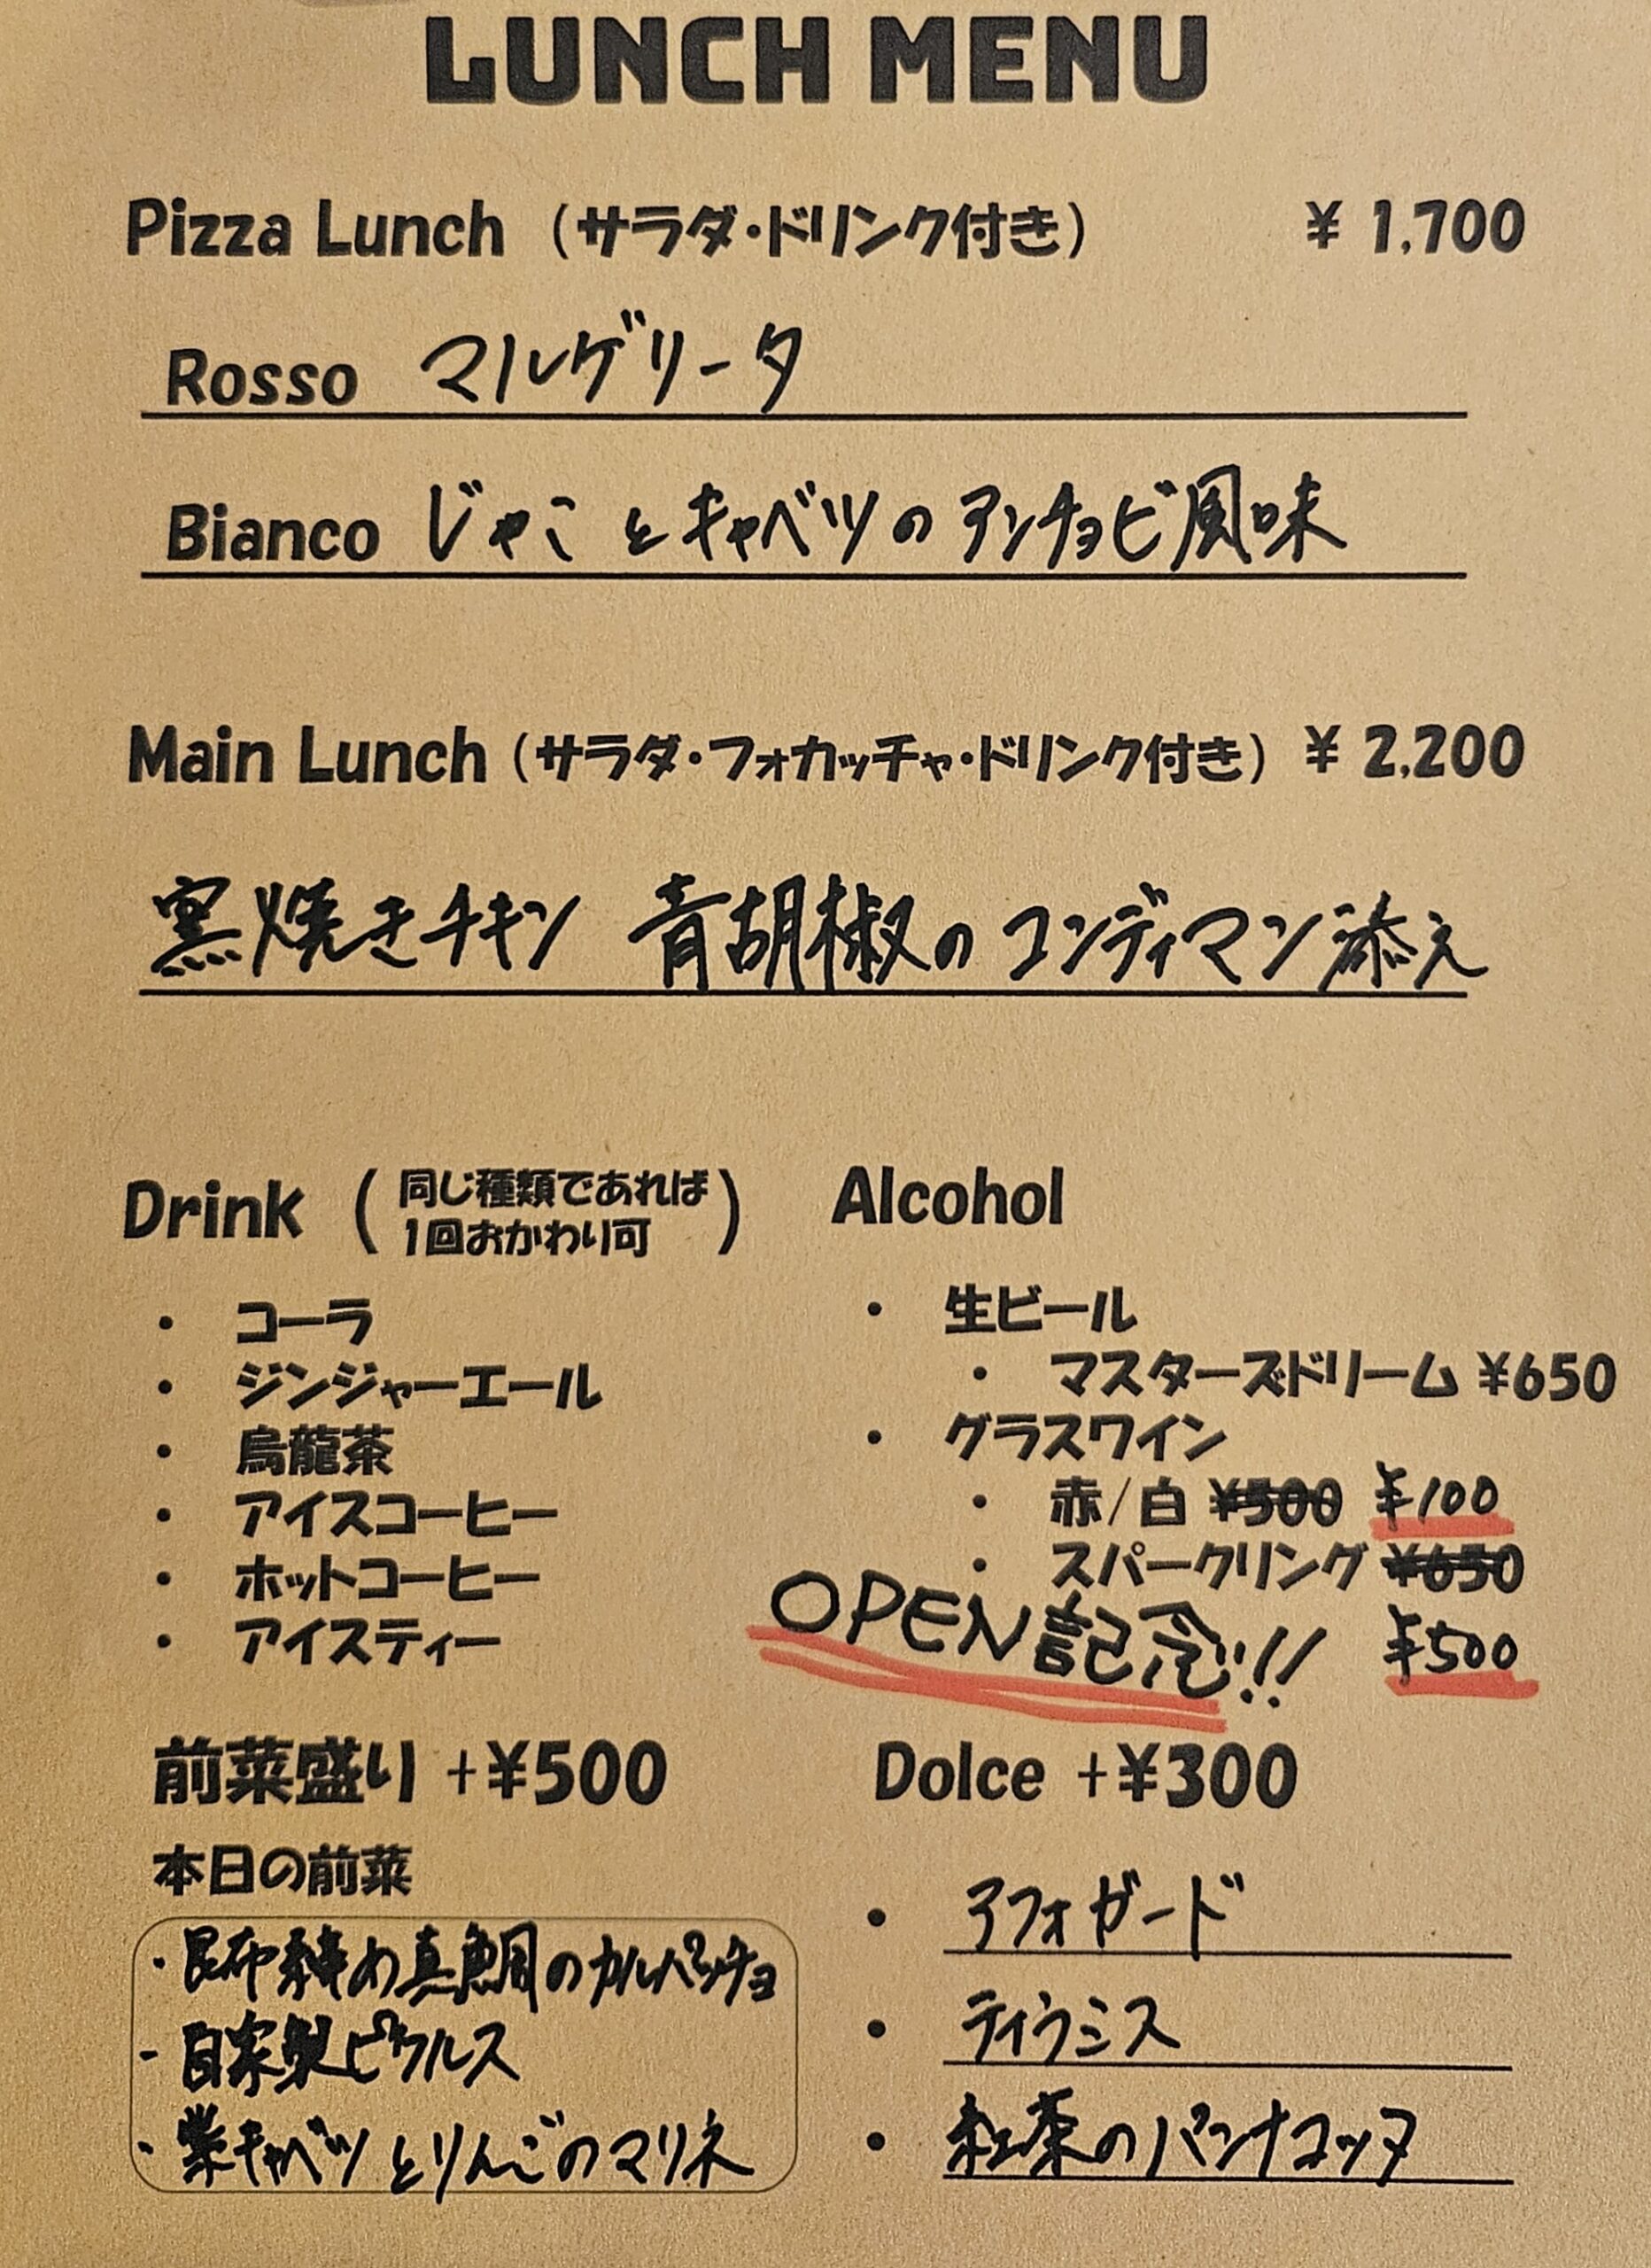 LUNCH MENU
Pizza Lunch (サラダ・ドリンク付き) ¥ 1,700
Rosso マルゲリータ
Bianco じゃことキャベツのアンチョビ風味
Main Lunch (サラダ・フォカッチャ・ドリンク付き) ¥ 2,200
窯焼きチキン 青胡椒のコンディマン添え
Drink (同じ種類であれば
1回おかわり可)
・ コーラ
・ ジンジャーエール
・ 烏龍茶
・ アイスコーヒー
・ ホットコーヒー
・ アイスティー
Alcohol
・ 生ビール
・ マスターズドリーム ¥650
・ グラスワイン
・ 赤/白 ¥500 ¥100
・ スパークリング ¥650
OPEN記念!! ¥500
前菜盛り +¥500
本日の前菜
・昆布締め真鯛のカルパッチョ
・自家製ピクルス
・紫キャベツとりんごのマリネ
Dolce +¥300
・ アフォガード
・ ティラミス
・ 紅茶のパンナコッタ